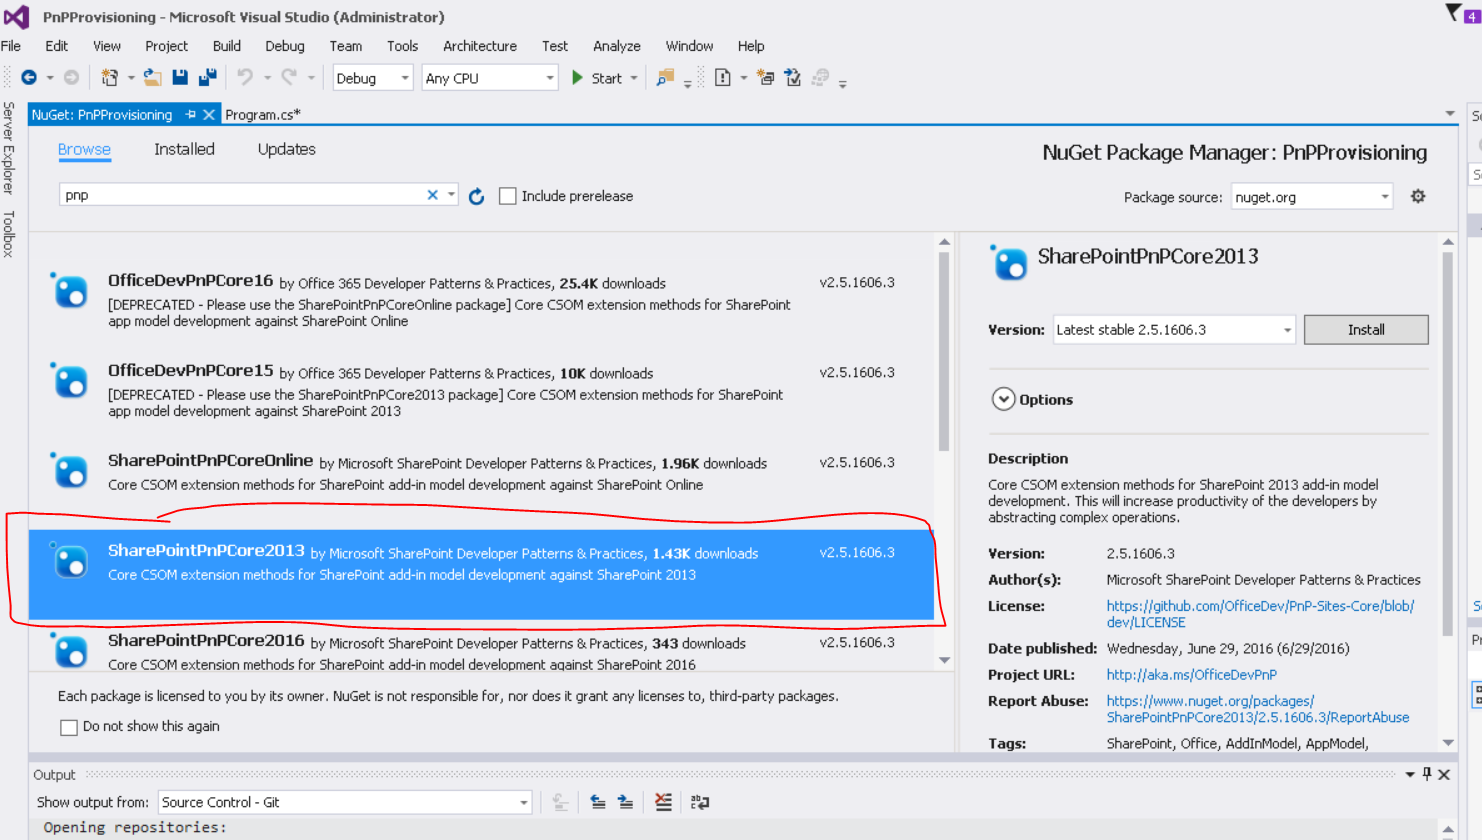 PnPProvisioning - Microsoft Visual Studio (Administrator)
4
File Edit View Project Build Debug Team Tools Architecture Test Analyze Window Help
Debug Any CPU Start
Server Explorer
Toolbox
NuGet: PnPProvisioning Program.cs*
Browse Installed Updates
NuGet Package Manager: PnPProvisioning
pnp
Include prerelease
Package source: nuget.org
OfficeDevPnPCore16 by Office 365 Developer Patterns & Practices, 25.4K downloads v2.5.1606.3
[DEPRECATED - Please use the SharePointPnPCoreOnline package] Core CSOM extension methods for SharePoint
app model development against SharePoint Online
OfficeDevPnPCore15 by Office 365 Developer Patterns & Practices, 10K downloads v2.5.1606.3
[DEPRECATED - Please use the SharePointPnPCore2013 package] Core CSOM extension methods for SharePoint
app model development against SharePoint 2013
SharePointPnPCoreOnline by Microsoft SharePoint Developer Patterns & Practices, 1.96K downloads v2.5.1606.3
Core CSOM extension methods for SharePoint add-in model development against SharePoint Online
SharePointPnPCore2013 by Microsoft SharePoint Developer Patterns & Practices, 1.43K downloads v2.5.1606.3
Core CSOM extension methods for SharePoint add-in model development against SharePoint 2013
SharePointPnPCore2016 by Microsoft SharePoint Developer Patterns & Practices, 343 downloads v2.5.1606.3
Core CSOM extension methods for SharePoint add-in model development against SharePoint 2016
Each package is licensed to you by its owner. NuGet is not responsible for, nor does it grant any licenses to, third-party packages.
Do not show this again
SharePointPnPCore2013
Version: Latest stable 2.5.1606.3 Install
Options
Description
Core CSOM extension methods for SharePoint 2013 add-in model
development. This will increase productivity of the developers by
abstracting complex operations.
Version: 2.5.1606.3
Author(s): Microsoft SharePoint Developer Patterns & Practices
License: https://github.com/OfficeDev/PnP-Sites-Core/blob/
dev/LICENSE
Date published: Wednesday, June 29, 2016 (6/29/2016)
Project URL: http://aka.ms/OfficeDevPnP
Report Abuse: https://www.nuget.org/packages/
SharePointPnPCore2013/2.5.1606.3/ReportAbuse
Tags: SharePoint, Office, AddInModel, AppModel,
Output
Show output from: Source Control - Git
Opening repositories: